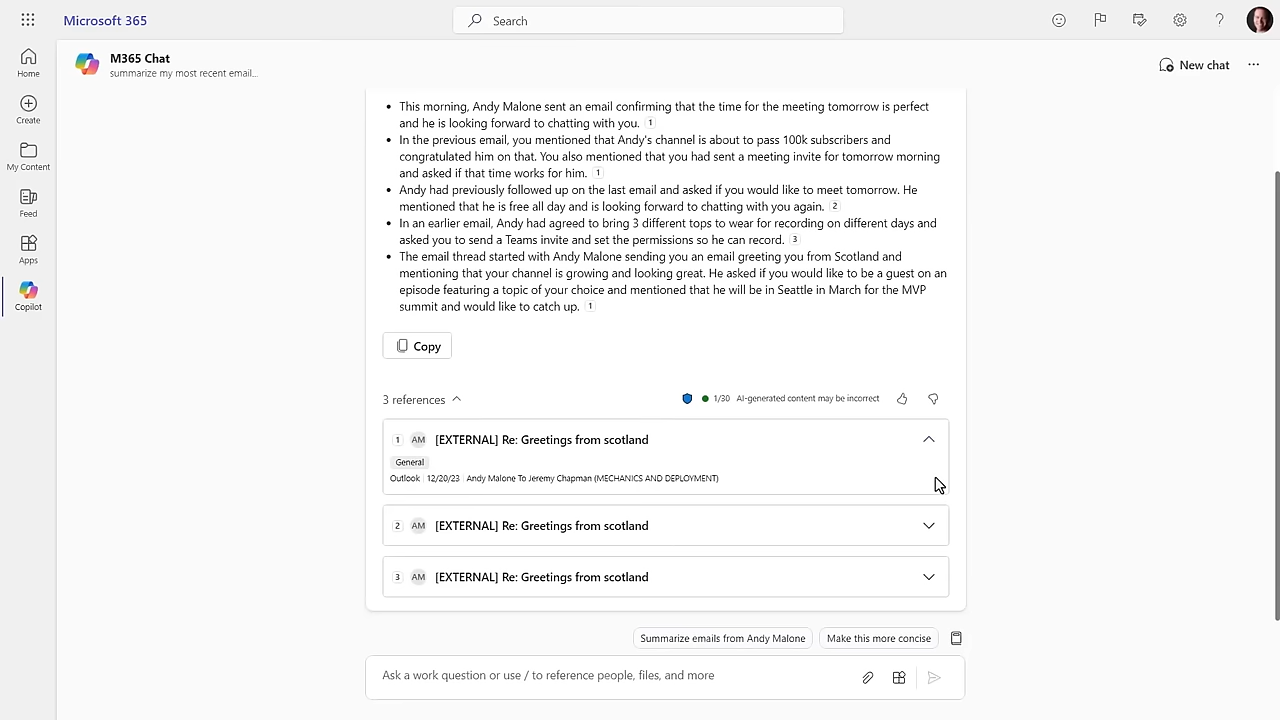 Microsoft 365
Search
M365 Chat
summarize my most recent email...
New chat
Home
Create
My Content
Feed
Apps
Copilot
• This morning, Andy Malone sent an email confirming that the time for the meeting tomorrow is perfect
and he is looking forward to chatting with you. 1
• In the previous email, you mentioned that Andy's channel is about to pass 100k subscribers and
congratulated him on that. You also mentioned that you had sent a meeting invite for tomorrow morning
and asked if that time works for him. 1
• Andy had previously followed up on the last email and asked if you would like to meet tomorrow. He
mentioned that he is free all day and is looking forward to chatting with you again. 2
• In an earlier email, Andy had agreed to bring 3 different tops to wear for recording on different days and
asked you to send a Teams invite and set the permissions so he can record. 3
• The email thread started with Andy Malone sending you an email greeting you from Scotland and
mentioning that your channel is growing and looking great. He asked if you would like to be a guest on an
episode featuring a topic of your choice and mentioned that he will be in Seattle in March for the MVP
summit and would like to catch up. 1
Copy
3 references
1/30 AI-generated content may be incorrect
1 AM [EXTERNAL] Re: Greetings from scotland
General
Outlook | 12/20/23 | Andy Malone To Jeremy Chapman (MECHANICS AND DEPLOYMENT)
2 AM [EXTERNAL] Re: Greetings from scotland
3 AM [EXTERNAL] Re: Greetings from scotland
Summarize emails from Andy Malone
Make this more concise
Ask a work question or use / to reference people, files, and more